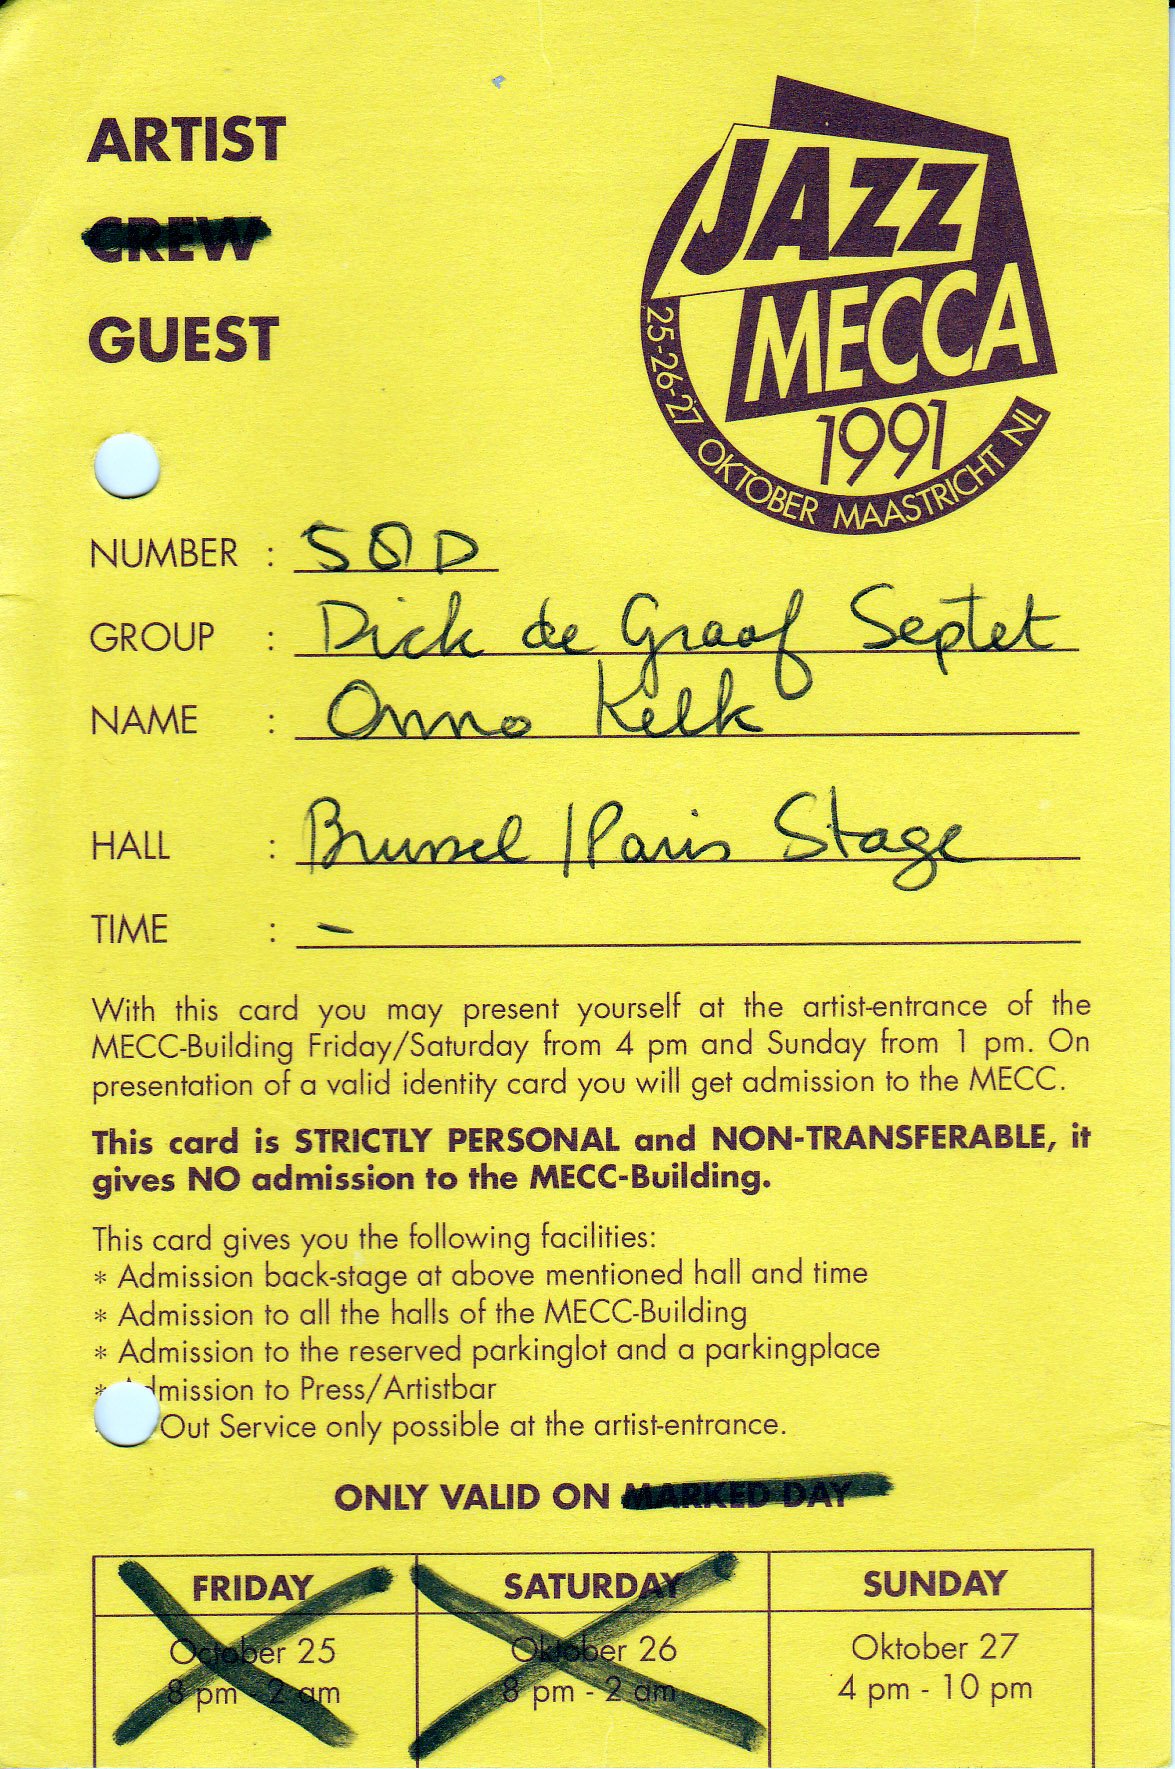 ARTIST
CREW
GUEST
JAZZ
MECCA
1991
25-26-27 OKTOBER MAASTRICHT NL
NUMBER : 50D
GROUP : Dick de Graaf Septet
NAME : Onno Kelk
HALL : Brussel / Paris Stage
TIME : -
With this card you may present yourself at the artist-entrance of the
MECC-Building Friday/Saturday from 4 pm and Sunday from 1 pm. On
presentation of a valid identity card you will get admission to the MECC.
This card is STRICTLY PERSONAL and NON-TRANSFERABLE, it
gives NO admission to the MECC-Building.
This card gives you the following facilities:
* Admission back-stage at above mentioned hall and time
* Admission to all the halls of the MECC-Building
* Admission to the reserved parkinglot and a parkingplace
* Admission to Press/Artistbar
Out Service only possible at the artist-entrance.
ONLY VALID ON MARKED DAY
FRIDAY SATURDAY SUNDAY
October 25 Oktober 26 Oktober 27
8 pm - 2 am 8 pm - 2 am 4 pm - 10 pm